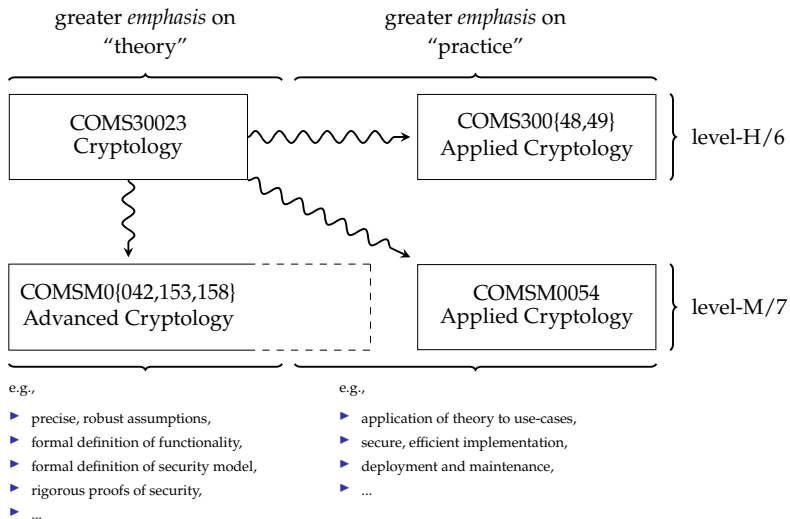 greater emphasis on
“theory”
greater emphasis on
“practice”
COMS30023
Cryptology
COMS300{48,49}
Applied Cryptology
level-H/6
COMSM0{042,153,158}
Advanced Cryptology
COMSM0054
Applied Cryptology
level-M/7
e.g.,
▶ precise, robust assumptions,
▶ formal definition of functionality,
▶ formal definition of security model,
▶ rigorous proofs of security,
▶ ...
e.g.,
▶ application of theory to use-cases,
▶ secure, efficient implementation,
▶ deployment and maintenance,
▶ ...